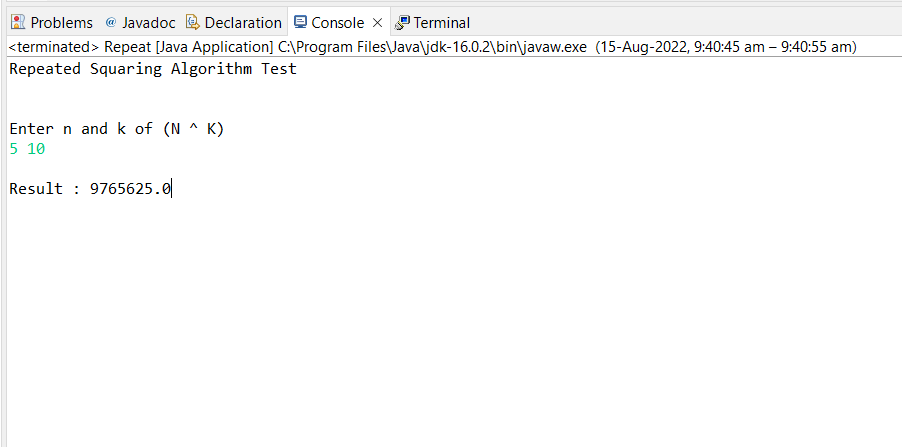 Problems @ Javadoc Declaration Console Terminal
<terminated> Repeat [Java Application] C:\Program Files\Java\jdk-16.0.2\bin\javaw.exe (15-Aug-2022, 9:40:45 am – 9:40:55 am)
Repeated Squaring Algorithm Test
Enter n and k of (N ^ K)
5 10
Result : 9765625.0